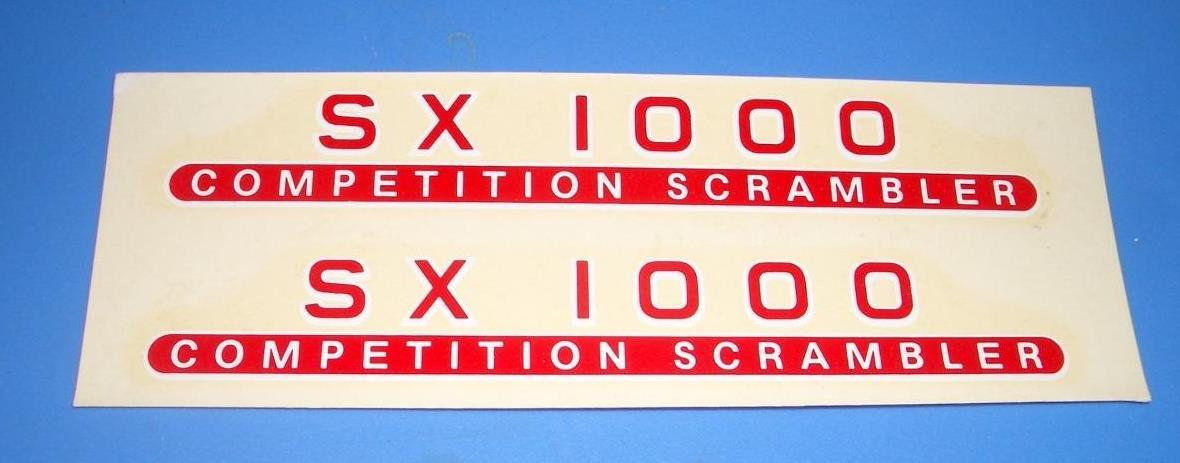 SX 1000
COMPETITION SCRAMBLER
SX 1000
COMPETITION SCRAMBLER